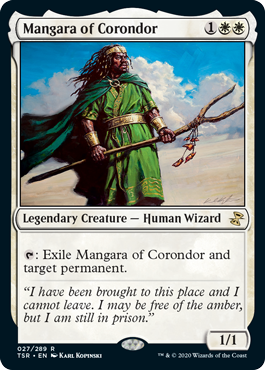 Mangara of Corondor 1
Legendary Creature — Human Wizard
: Exile Mangara of Corondor and
target permanent.
"I have been brought to this place and I
cannot leave. I may be free of the amber,
but I am still in prison."
1/1
027/289 R
TSR • EN Karl Kopinski
™ & © 2020 Wizards of the Coast